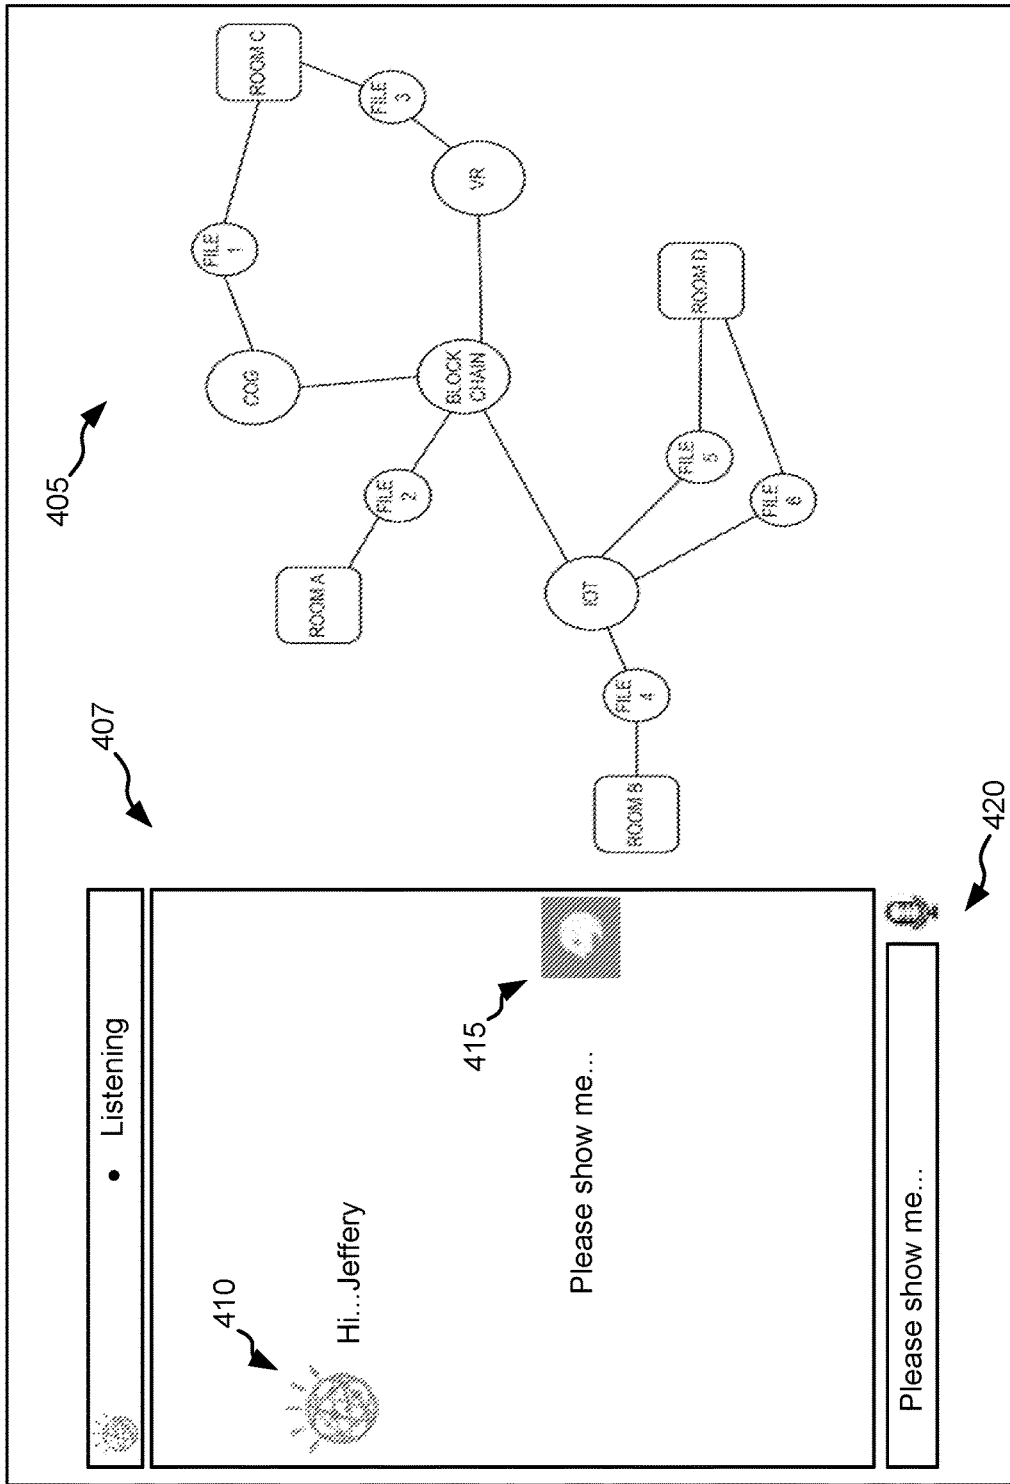 • Listening
410
Hi...Jeffery
415
Please show me...
Please show me...
420
407
405
ROOM A
FILE
2
COG
FILE
1
ROOM C
FILE
3
VR
BLOCK
CHAIN
IOT
FILE
4
ROOM B
FILE
5
FILE
6
ROOM D